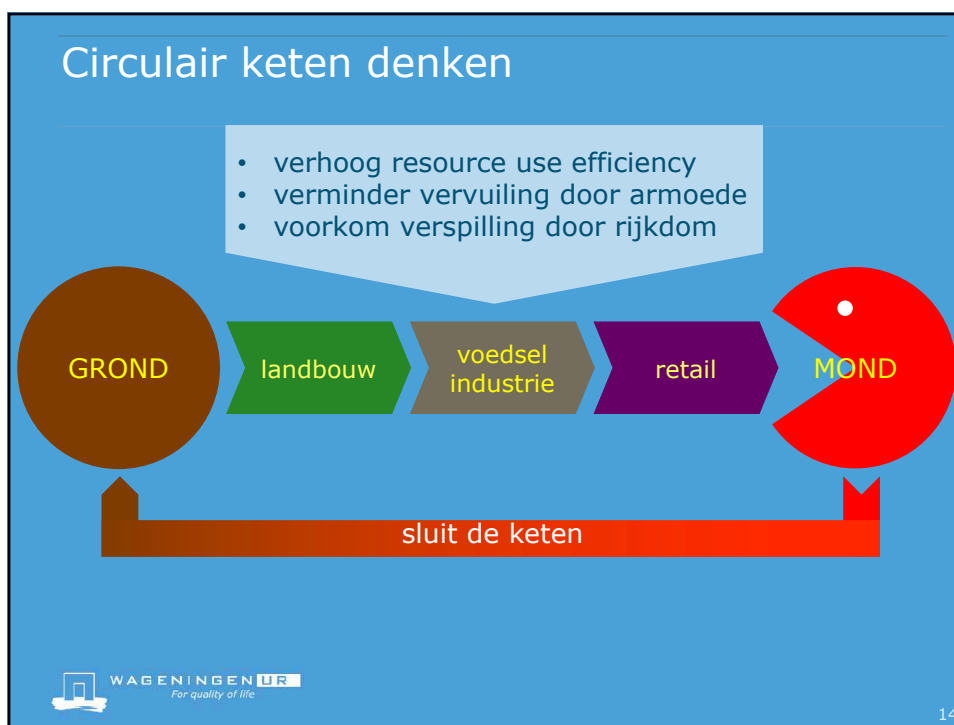 Circulair keten denken
• verhoog resource use efficiency
• verminder vervuiling door armoede
• voorkom verspilling door rijkdom
GROND
landbouw
voedsel
industrie
retail
MOND
sluit de keten
WAGENINGEN UR
For quality of life
14